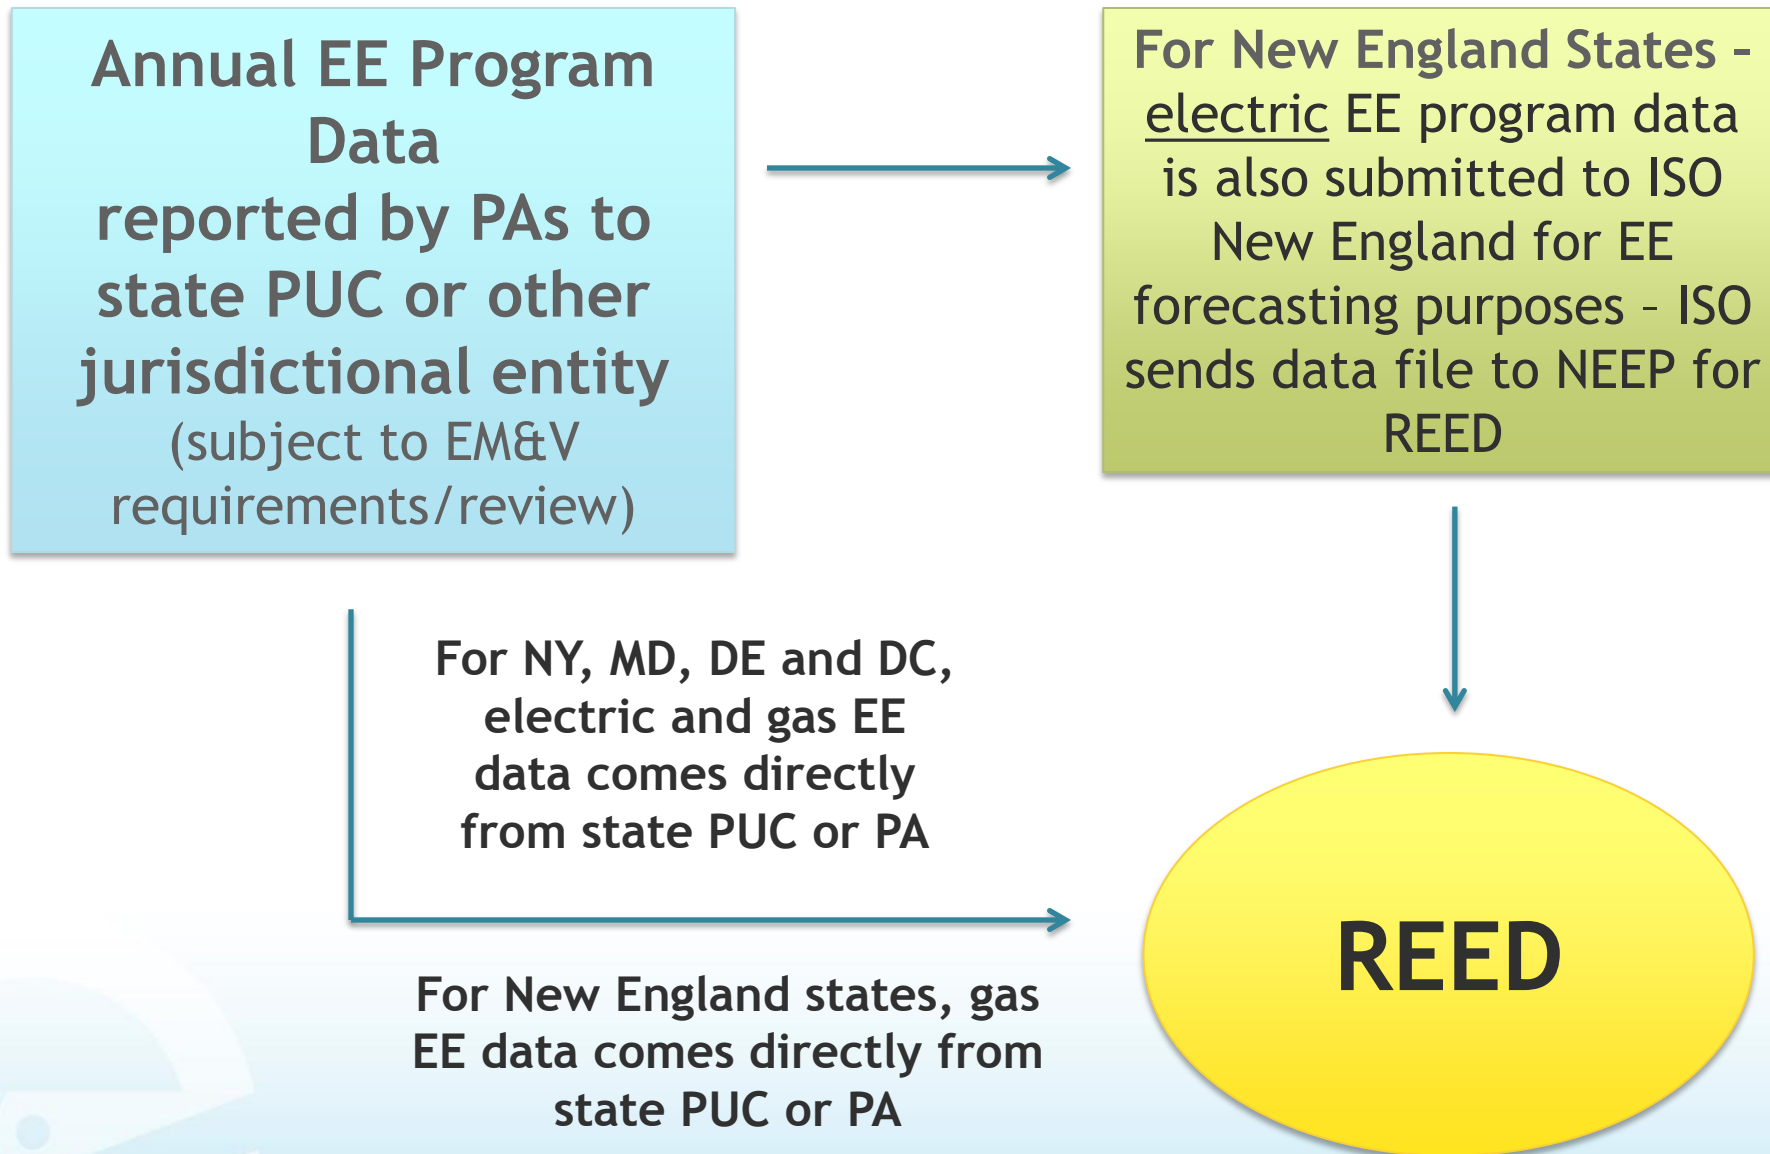 Annual EE Program
Data
reported by PAs to
state PUC or other
jurisdictional entity
(subject to EM&V
requirements/review)
For New England States –
electric EE program data
is also submitted to ISO
New England for EE
forecasting purposes – ISO
sends data file to NEEP for
REED
For NY, MD, DE and DC,
electric and gas EE
data comes directly
from state PUC or PA
For New England states, gas
EE data comes directly from
state PUC or PA
REED